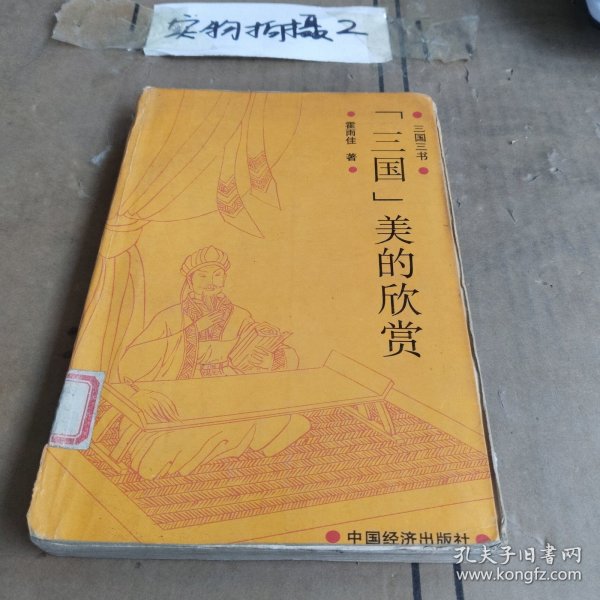 实物拍摄2
三国三书
「三国」美的欣赏
霍雨佳 著
中国经济出版社
孔夫子旧书网
www.kongfz.com